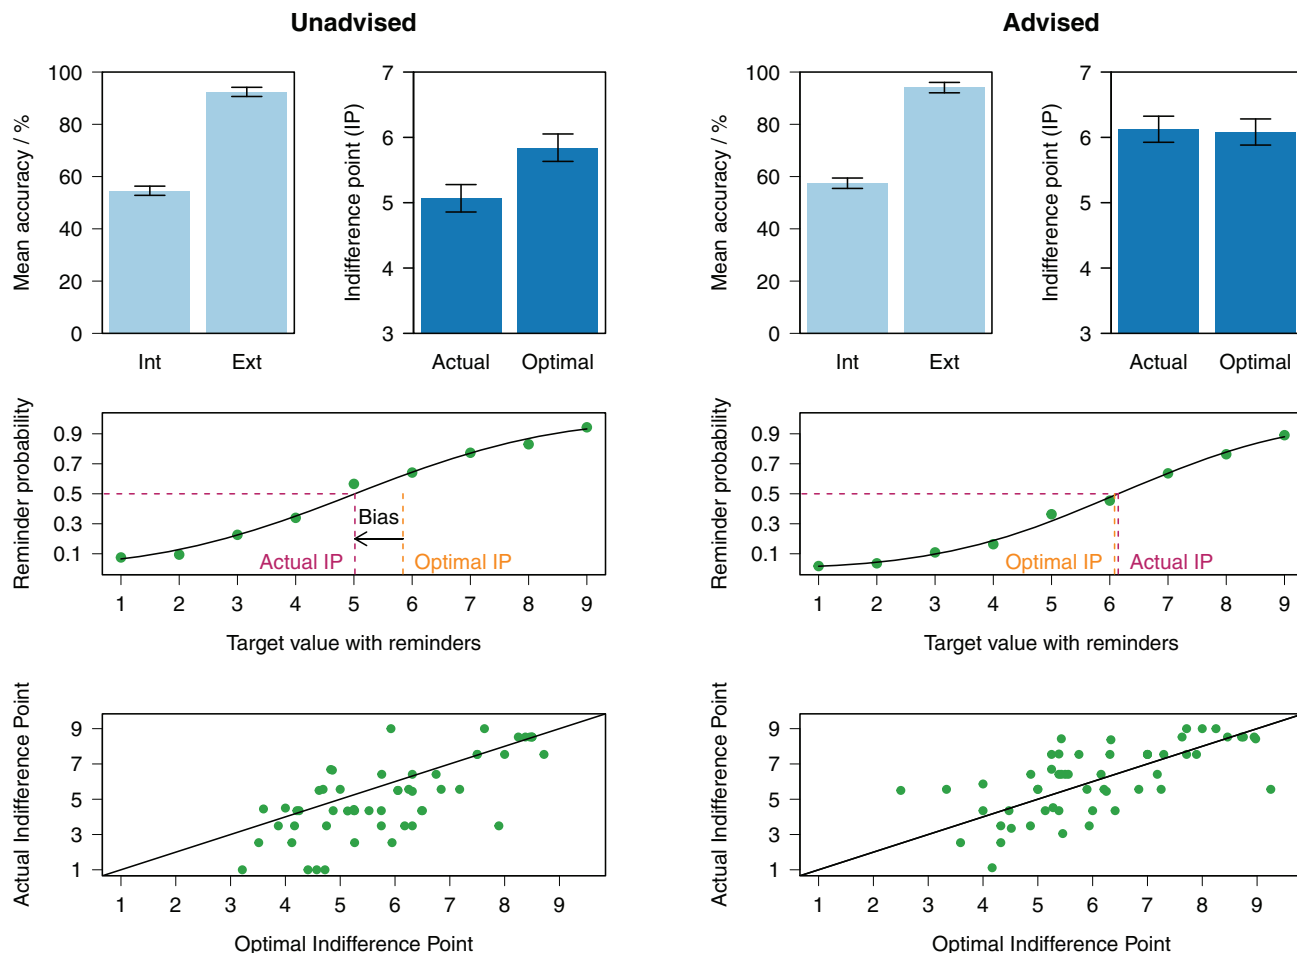 Unadvised
Advised
Mean accuracy / %
100
80
60
40
20
0
Int
Ext
Indifference point (IP)
7
6
5
4
3
Actual
Optimal
Mean accuracy / %
100
80
60
40
20
0
Int
Ext
Indifference point (IP)
7
6
5
4
3
Actual
Optimal
Reminder probability
0.9
0.7
0.5
0.3
0.1
Bias
Actual IP
Optimal IP
1 2 3 4 5 6 7 8 9
Target value with reminders
Reminder probability
0.9
0.7
0.5
0.3
0.1
Optimal IP
Actual IP
1 2 3 4 5 6 7 8 9
Target value with reminders
Actual Indifference Point
9
7
5
3
1
1 2 3 4 5 6 7 8 9
Optimal Indifference Point
Actual Indifference Point
9
7
5
3
1
1 2 3 4 5 6 7 8 9
Optimal Indifference Point